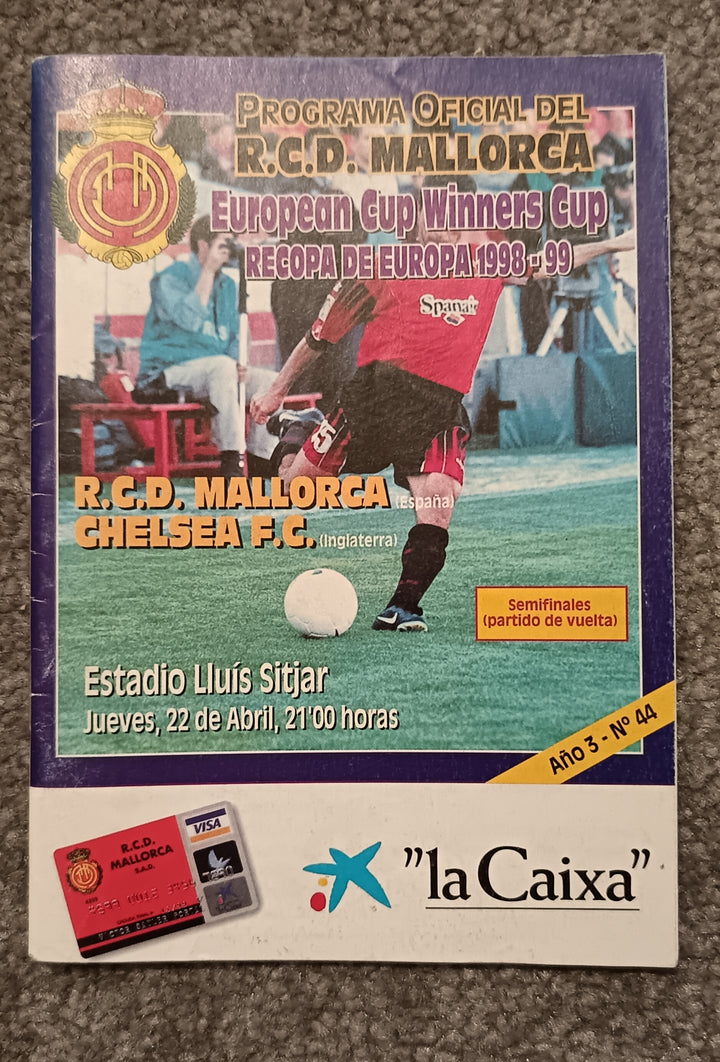 PROGRAMA OFICIAL DEL
R.C.D. MALLORCA
European Cup Winners Cup
RECOPA DE EUROPA 1998-99
Spanair
R.C.D. MALLORCA (España)
CHELSEA F.C. (Inglaterra)
Semifinales
(partido de vuelta)
Estadio Lluís Sitjar
Jueves, 22 de Abril, 21'00 horas
Año 3 - Nº 44
R.C.D.
MALLORCA
S.A.D.
VISA
"la Caixa"